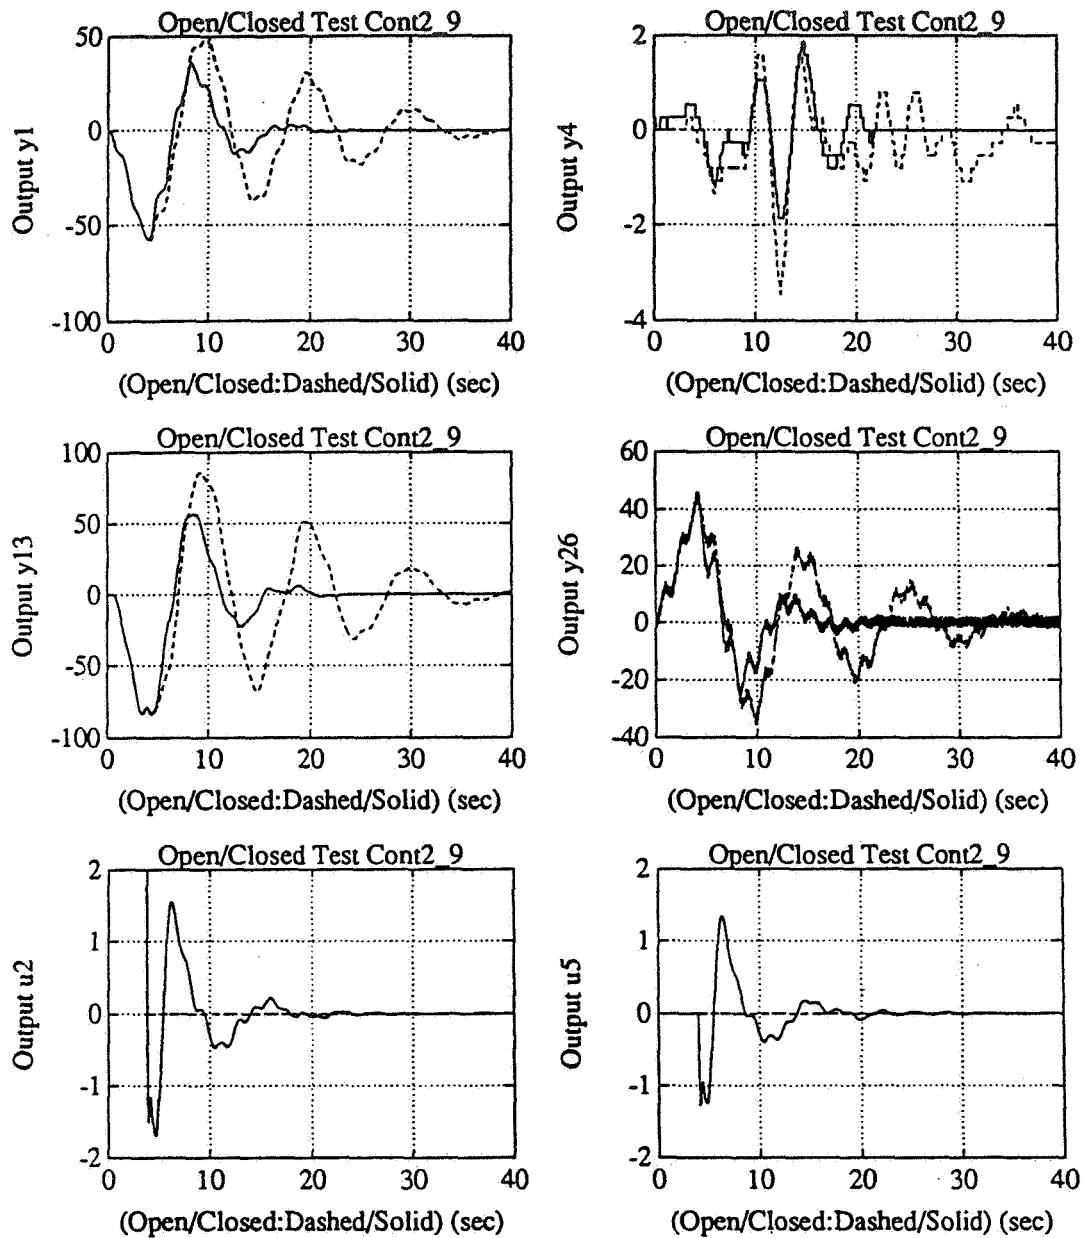 Open/Closed Test Cont2_9
Output y1
50
0
-50
-100
0 10 20 30 40
(Open/Closed:Dashed/Solid) (sec)
Open/Closed Test Cont2_9
Output y4
2
0
-2
-4
0 10 20 30 40
(Open/Closed:Dashed/Solid) (sec)
Open/Closed Test Cont2_9
Output y13
100
50
0
-50
-100
0 10 20 30 40
(Open/Closed:Dashed/Solid) (sec)
Open/Closed Test Cont2_9
Output y26
60
40
20
0
-20
-40
0 10 20 30 40
(Open/Closed:Dashed/Solid) (sec)
Open/Closed Test Cont2_9
Output u2
2
1
0
-1
-2
0 10 20 30 40
(Open/Closed:Dashed/Solid) (sec)
Open/Closed Test Cont2_9
Output u5
2
1
0
-1
-2
0 10 20 30 40
(Open/Closed:Dashed/Solid) (sec)